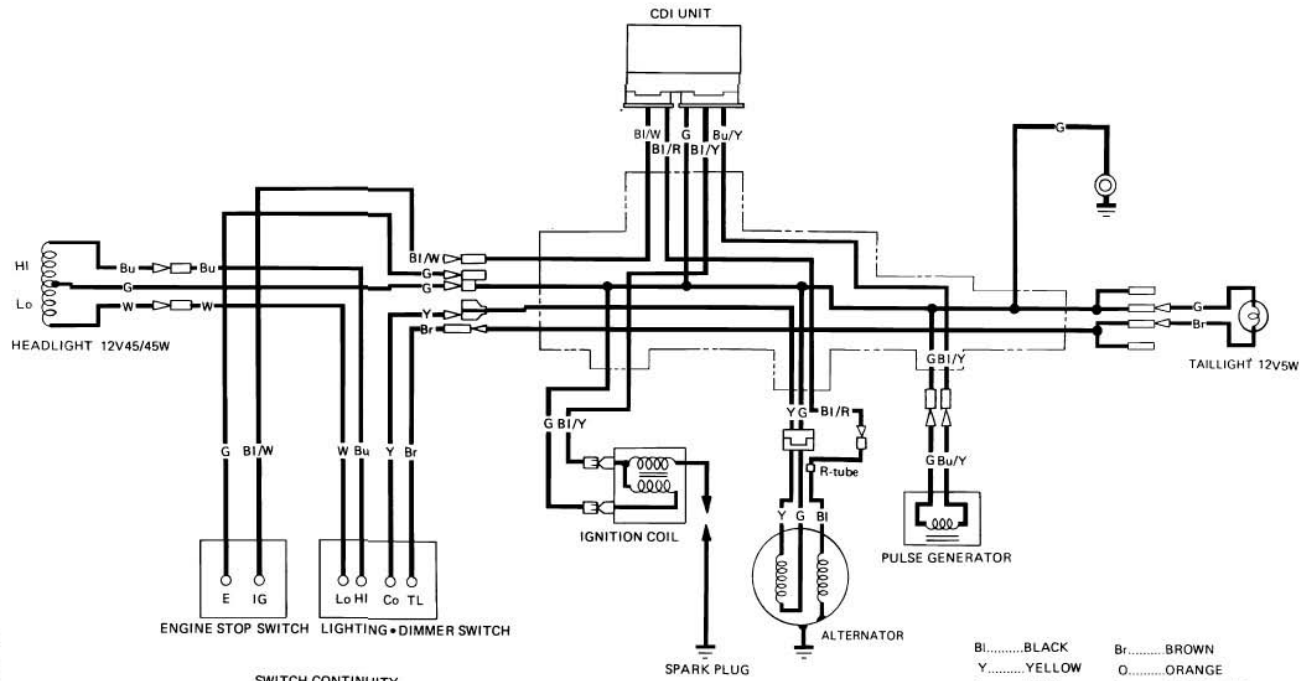 CDI UNIT
Bl/W G Bu/Y
Bl/R Bl/Y
G
HI
Lo
Bu Bu
G
W W
HEADLIGHT 12V45/45W
Bl/W
G
G
Y
Br
G
Br
TAILLIGHT 12V5W
G Bl/Y
G Bl/W W Bu Y Br
G Bl/Y
Y G Bl/R
R-tube
G Bu/Y
Y G Bl
IGNITION COIL
PULSE GENERATOR
E IG
Lo HI Co TL
ENGINE STOP SWITCH
LIGHTING • DIMMER SWITCH
ALTERNATOR
SPARK PLUG
Bl..........BLACK
Br..........BROWN
Y..........YELLOW
O..........ORANGE
SWITCH CONTINUITY